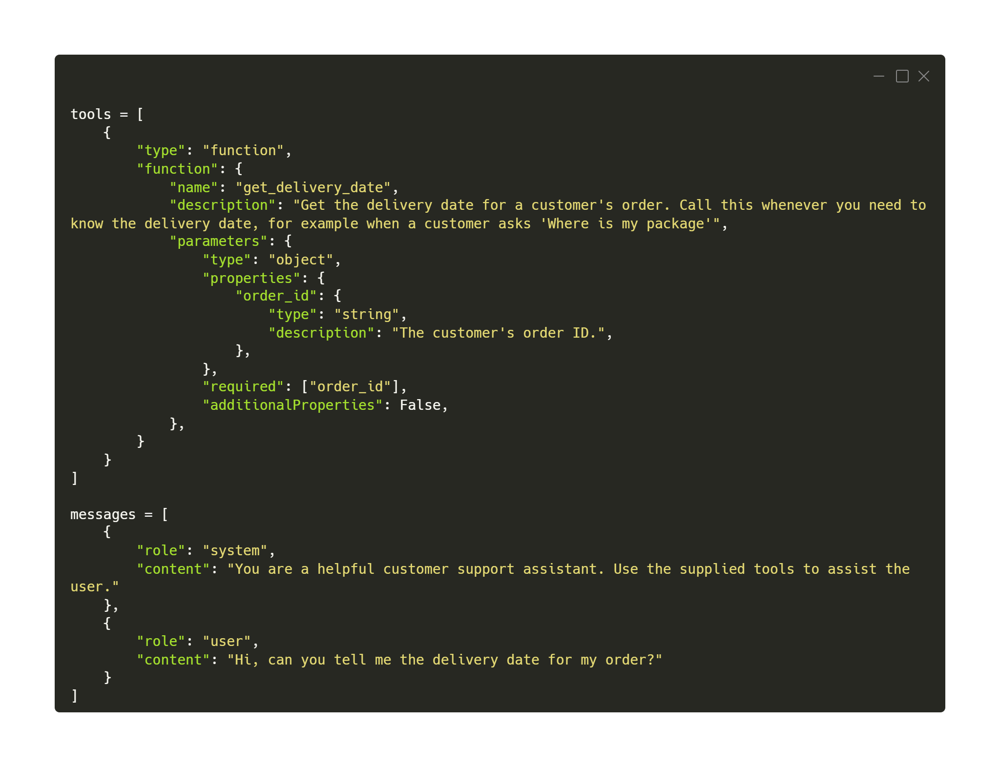 tools = [
    {
        "type": "function",
        "function": {
            "name": "get_delivery_date",
            "description": "Get the delivery date for a customer's order. Call this whenever you need to
know the delivery date, for example when a customer asks 'Where is my package'",
            "parameters": {
                "type": "object",
                "properties": {
                    "order_id": {
                        "type": "string",
                        "description": "The customer's order ID.",
                    },
                },
                "required": ["order_id"],
                "additionalProperties": False,
            },
        }
    }
]

messages = [
    {
        "role": "system",
        "content": "You are a helpful customer support assistant. Use the supplied tools to assist the
user."
    },
    {
        "role": "user",
        "content": "Hi, can you tell me the delivery date for my order?"
    }
]